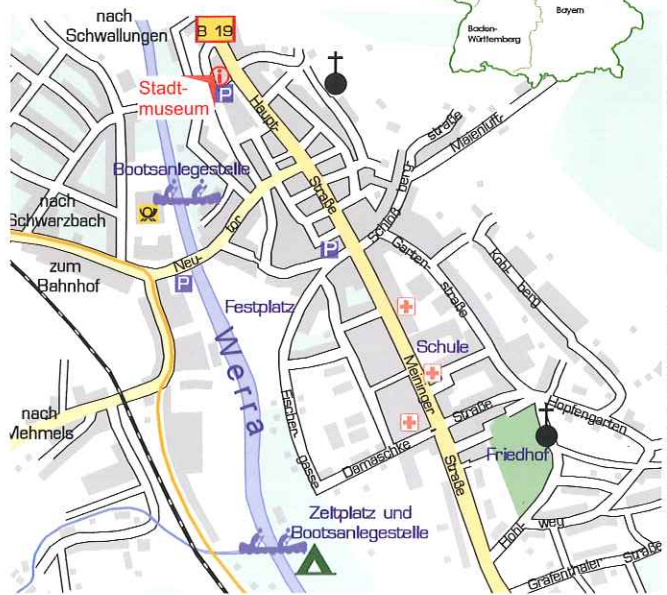 nach
Schwallungen
B 19
Bayern
Baden-
Württemberg
Stadt-
museum
i
P
Haupt-
Straße
Maienluft-
straße
Bootsanlegestelle
Schloß berg-
nach
Schwarzbach
Neu-
tor
P
Garten-
straße
Kohl-
berg
zum
Bahnhof
P
Festplatz
Werra
Schule
Meininger
Straße
Fischer-
gasse
nach
Mehmels
Damaschke Straße
Hopfengarten
Friedhof
Zeltplatz und
Bootsanlegestelle
Hohl-
weg
Grafenthaler Straße